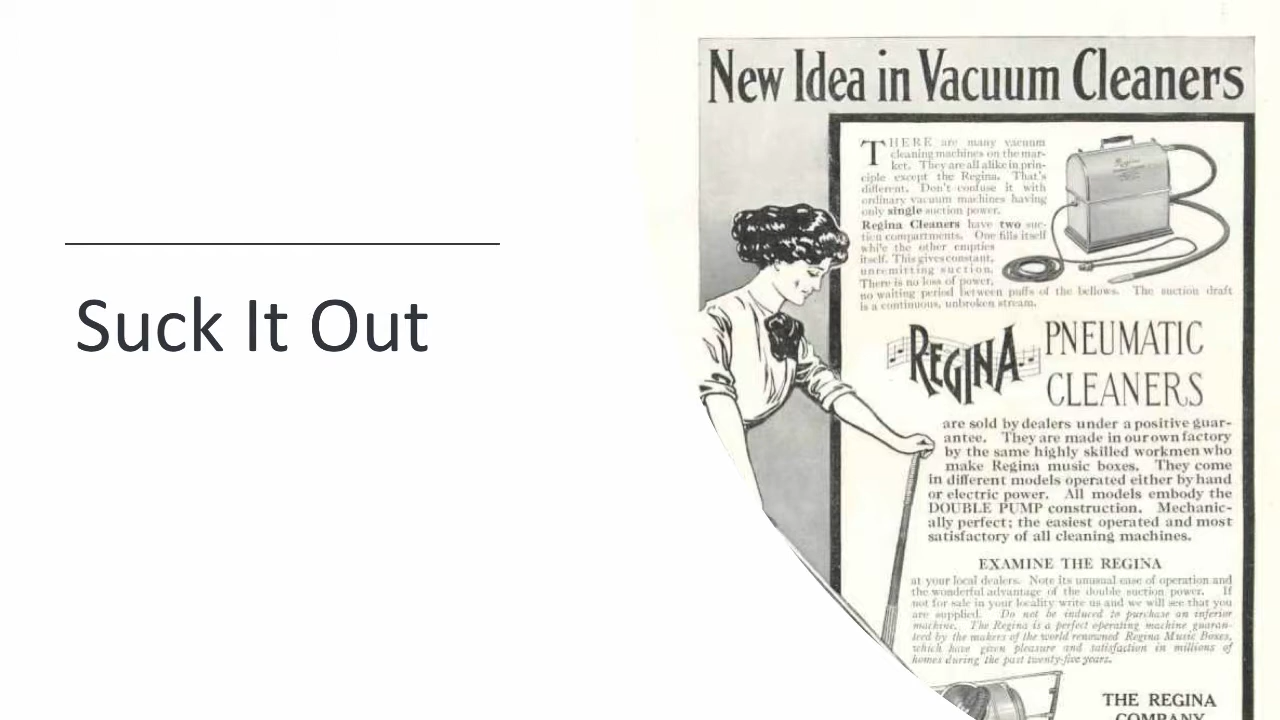 Suck It Out
New Idea in Vacuum Cleaners
THERE are many vacuum
cleaning machines on the mar-
ket. They are all alike in prin-
ciple except the Regina. That's
different. Don't confuse it with
ordinary vacuum machines having
only single suction power.
Regina Cleaners have two suc-
tion compartments. One fills itself
while the other empties
itself. This gives constant,
unremitting suction.
There is no loss of power,
no waiting period between puffs of the bellows. The suction draft
is a continuous, unbroken stream.
REGINA PNEUMATIC
CLEANERS
are sold by dealers under a positive guar-
antee. They are made in our own factory
by the same highly skilled workmen who
make Regina music boxes. They come
in different models operated either by hand
or electric power. All models embody the
DOUBLE PUMP construction. Mechanic-
ally perfect; the easiest operated and most
satisfactory of all cleaning machines.
EXAMINE THE REGINA
at your local dealers. Note its unusual ease of operation and
the wonderful advantage of the double suction power. If
not for sale in your locality write us and we will see that you
are supplied. Do not be induced to purchase an inferior
machine. The Regina is a perfect operating machine guaran-
teed by the makers of the world renowned Regina Music Boxes,
which have given pleasure and satisfaction in millions of
homes during the past twenty-five years.
THE REGINA
COMPANY